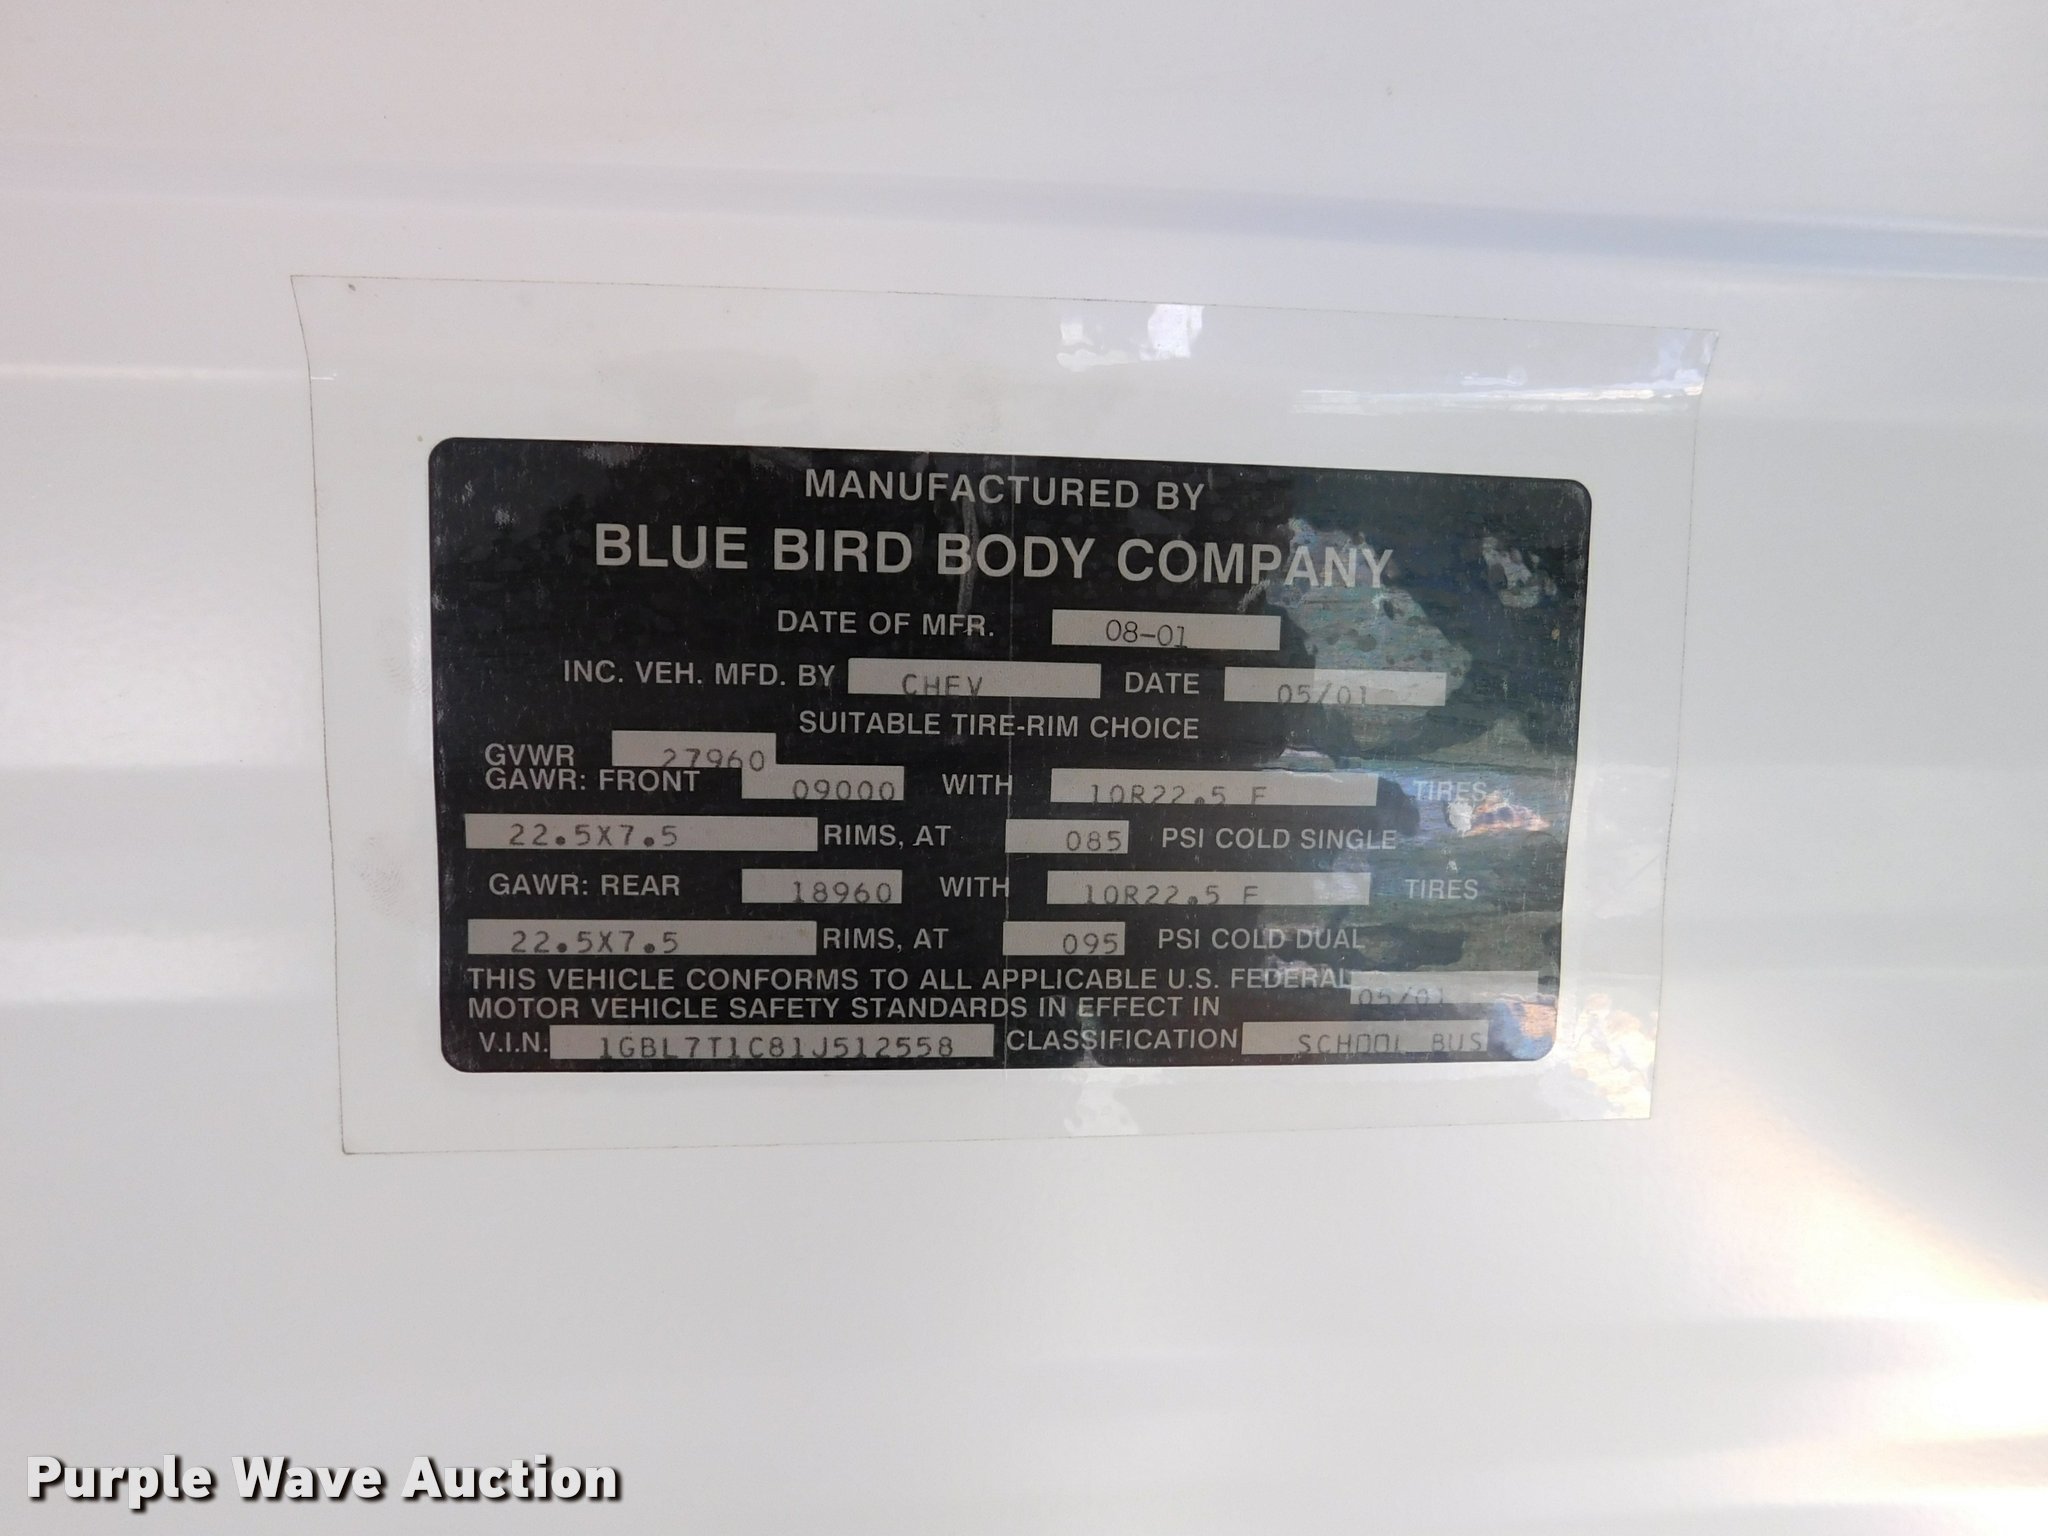 MANUFACTURED BY
BLUE BIRD BODY COMPANY
DATE OF MFR. 08-01
INC. VEH. MFD. BY CHEV DATE 05/01
SUITABLE TIRE-RIM CHOICE
GVWR 27960
GAWR: FRONT 09000 WITH 10R22.5 F TIRES
22.5X7.5 RIMS, AT 085 PSI COLD SINGLE
GAWR: REAR 18960 WITH 10R22.5 F TIRES
22.5X7.5 RIMS, AT 095 PSI COLD DUAL
THIS VEHICLE CONFORMS TO ALL APPLICABLE U.S. FEDERAL
MOTOR VEHICLE SAFETY STANDARDS IN EFFECT IN 05/01
V.I.N. 1GBL7T1C81J512558 CLASSIFICATION SCHOOL BUS
Purple Wave Auction